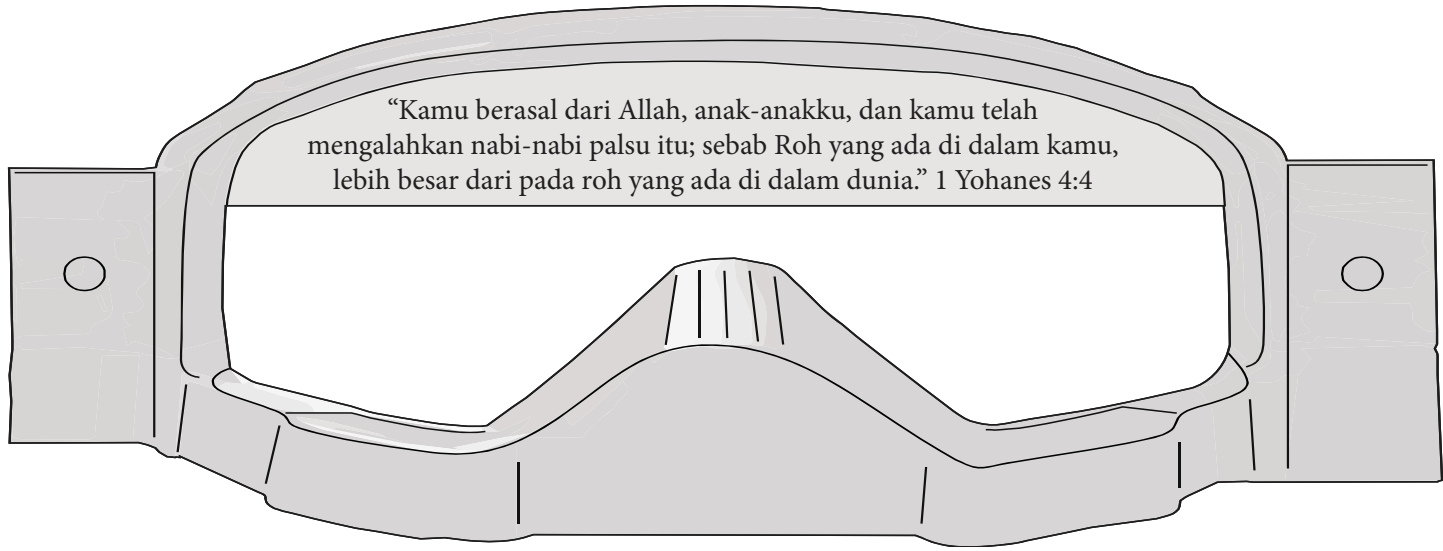 “Kamu berasal dari Allah, anak-anakku, dan kamu telah
mengalahkan nabi-nabi palsu itu; sebab Roh yang ada di dalam kamu,
lebih besar dari pada roh yang ada di dalam dunia.” 1 Yohanes 4:4